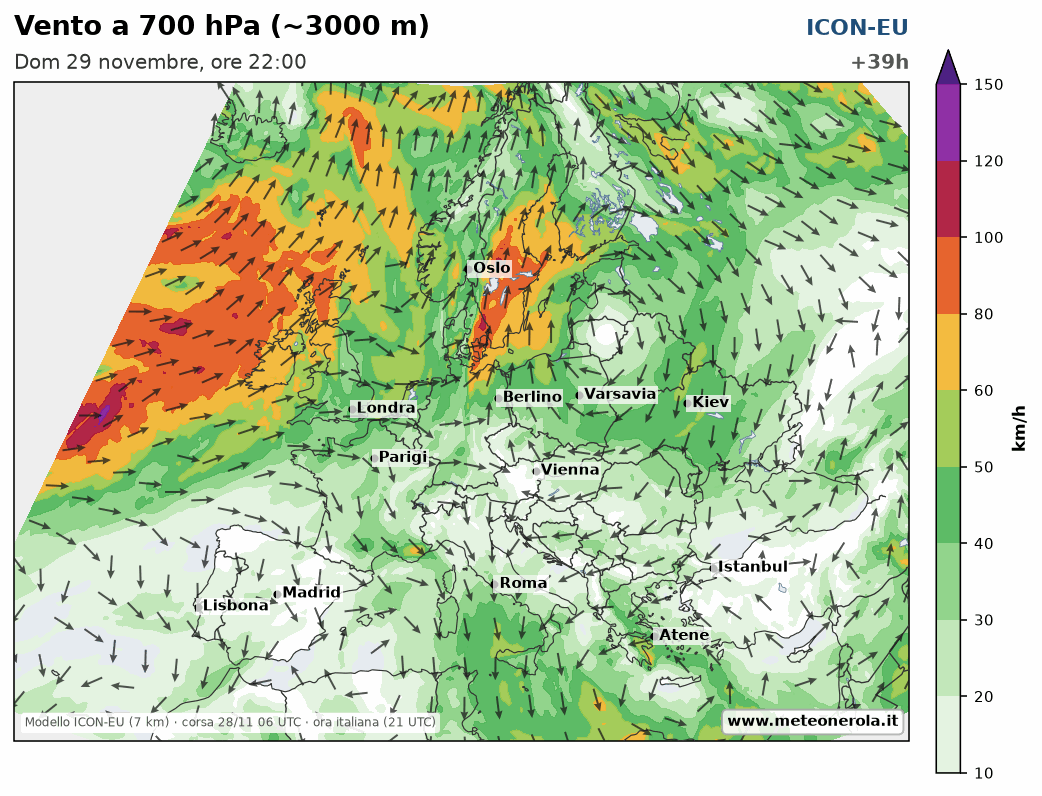 Vento a 700 hPa (~3000 m)
ICON-EU
Dom 29 novembre, ore 22:00
+39h
150
120
100
80
60
50
40
30
20
10
km/h
Oslo
Berlino
Varsavia
Kiev
Londra
Parigi
Vienna
Istanbul
Roma
Madrid
Lisbona
Atene
Modello ICON-EU (7 km) · corsa 28/11 06 UTC · ora italiana (21 UTC)
www.meteonerola.it